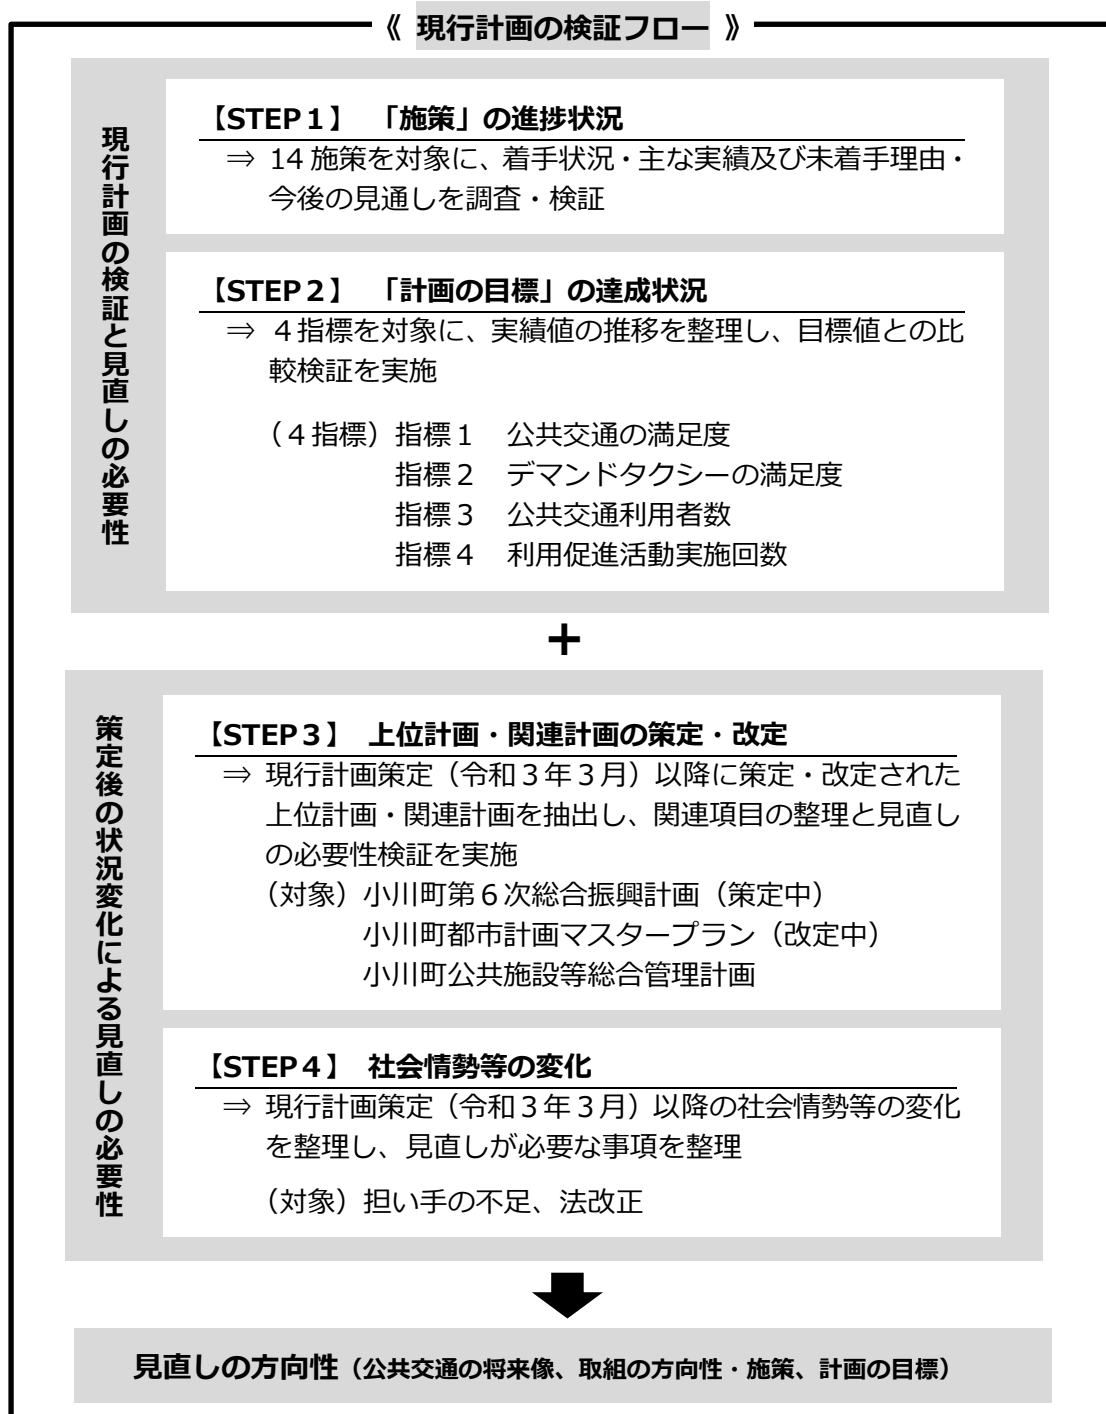 《 現行計画の検証フロー 》
現行計画の検証と見直しの必要性
【STEP１】 「施策」の進捗状況
⇒ 14 施策を対象に、着手状況・主な実績及び未着手理由・
今後の見通しを調査・検証
【STEP２】 「計画の目標」の達成状況
⇒ ４指標を対象に、実績値の推移を整理し、目標値との比
較検証を実施
（４指標）指標１　公共交通の満足度
指標２　デマンドタクシーの満足度
指標３　公共交通利用者数
指標４　利用促進活動実施回数
＋
策定後の状況変化による見直しの必要性
【STEP３】 上位計画・関連計画の策定・改定
⇒ 現行計画策定（令和３年３月）以降に策定・改定された
上位計画・関連計画を抽出し、関連項目の整理と見直し
の必要性検証を実施
（対象）小川町第６次総合振興計画（策定中）
小川町都市計画マスタープラン（改定中）
小川町公共施設等総合管理計画
【STEP４】 社会情勢等の変化
⇒ 現行計画策定（令和３年３月）以降の社会情勢等の変化
を整理し、見直しが必要な事項を整理
（対象）担い手の不足、法改正
見直しの方向性（公共交通の将来像、取組の方向性・施策、計画の目標）